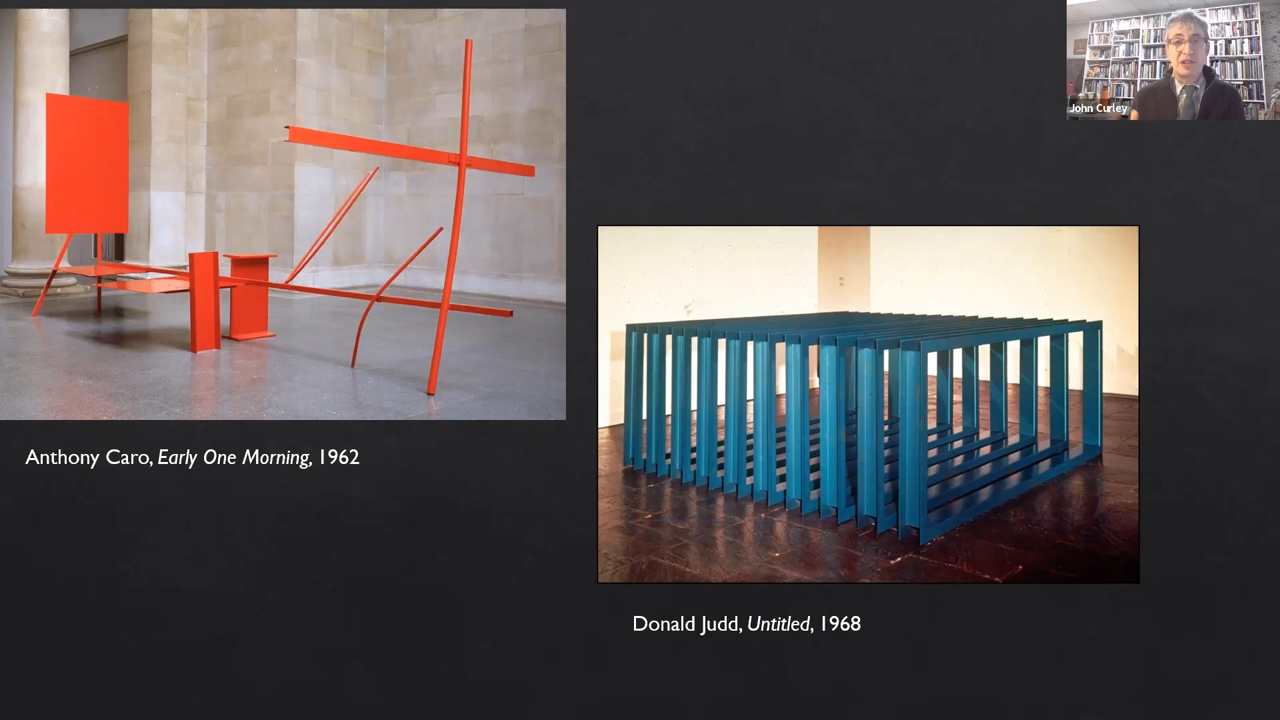 John Curley
Anthony Caro, Early One Morning, 1962
Donald Judd, Untitled, 1968